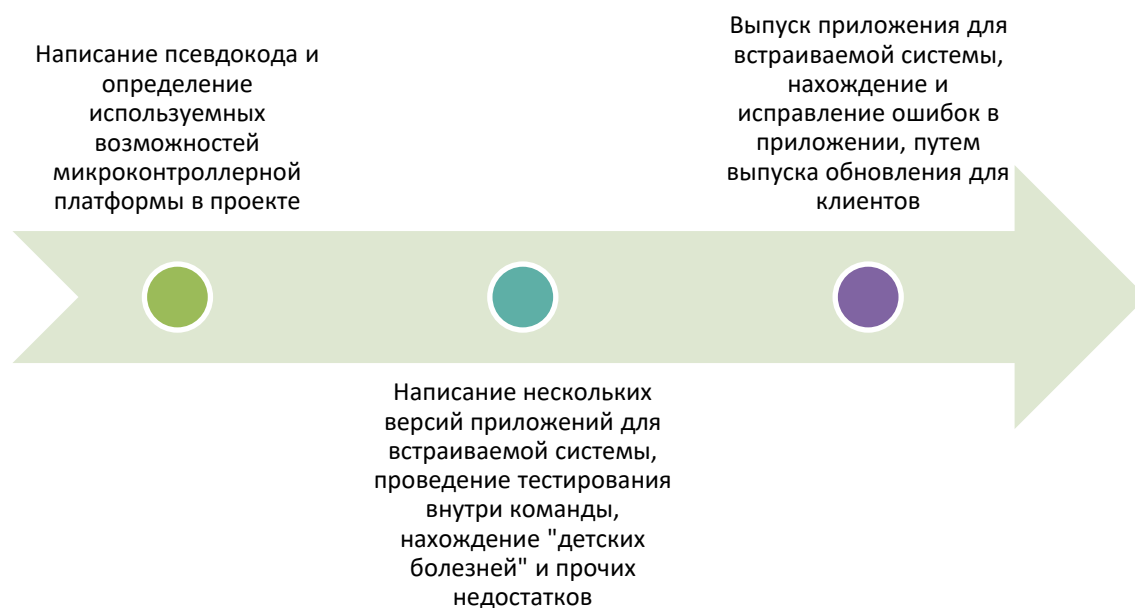 Написание псевдокода и
определение
используемных
возможностей
микроконтроллерной
платформы в проекте
Написание нескольких
версий приложений для
встраиваемой системы,
проведение тестирования
внутри команды,
нахождение "детских
болезней" и прочих
недостатков
Выпуск приложения для
встраиваемой системы,
нахождение и
исправление ошибок в
приложении, путем
выпуска обновления для
клиентов